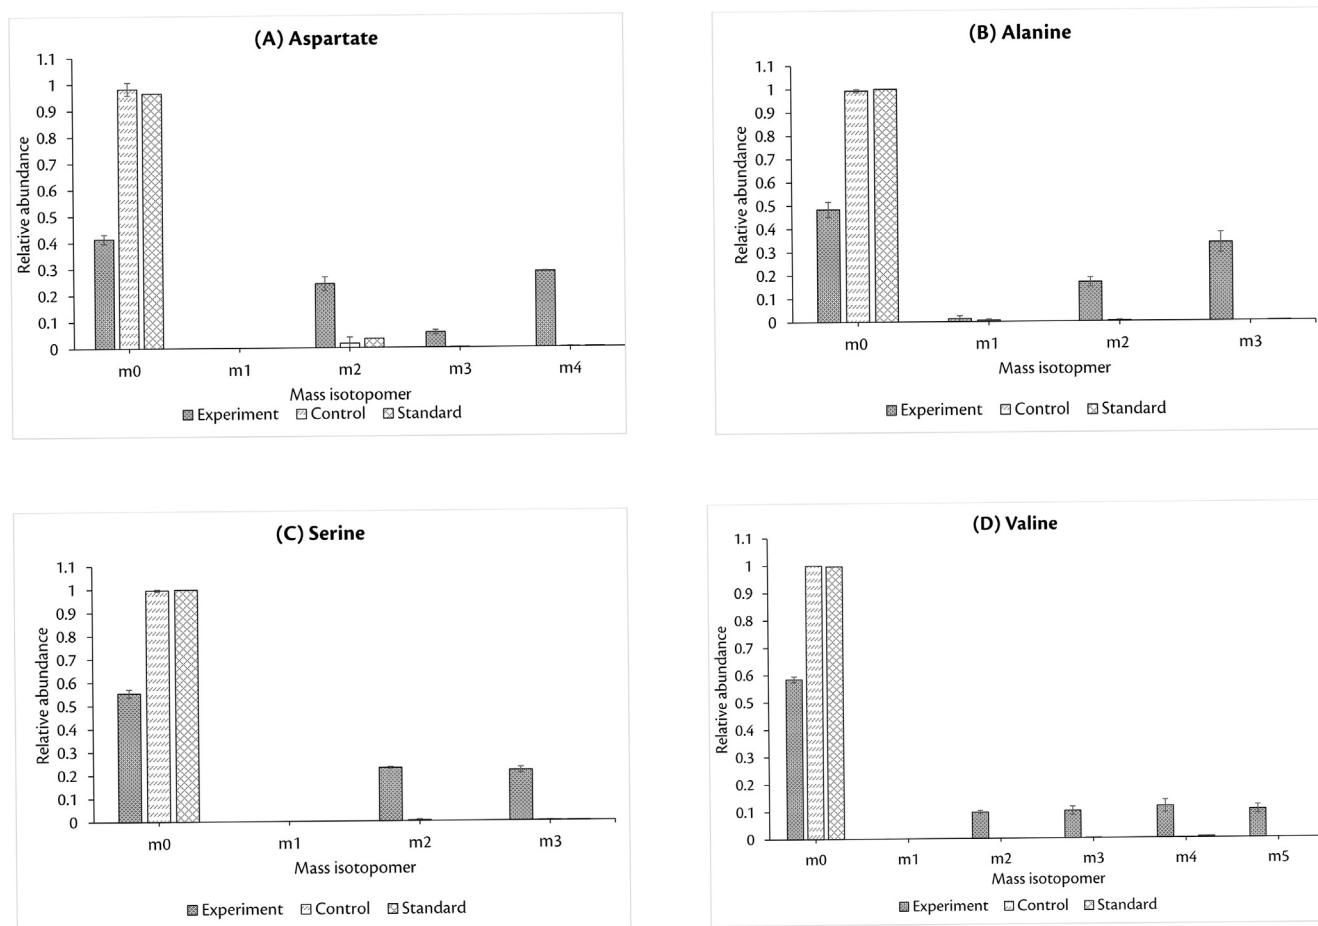 (A) Aspartate
1.1
1
0.9
0.8
0.7
0.6
0.5
0.4
0.3
0.2
0.1
0
Relative abundance
m0 m1 m2 m3 m4
Mass isotopomer
Experiment Control Standard
(B) Alanine
1.1
1
0.9
0.8
0.7
0.6
0.5
0.4
0.3
0.2
0.1
0
Relative abundance
m0 m1 m2 m3
Mass isotopmer
Experiment Control Standard
(C) Serine
1.1
1
0.9
0.8
0.7
0.6
0.5
0.4
0.3
0.2
0.1
0
Relative abundance
m0 m1 m2 m3
Mass isotopomer
Experiment Control Standard
(D) Valine
1.1
1
0.9
0.8
0.7
0.6
0.5
0.4
0.3
0.2
0.1
0
Relative abundance
m0 m1 m2 m3 m4 m5
Mass isotopomer
Experiment Control Standard